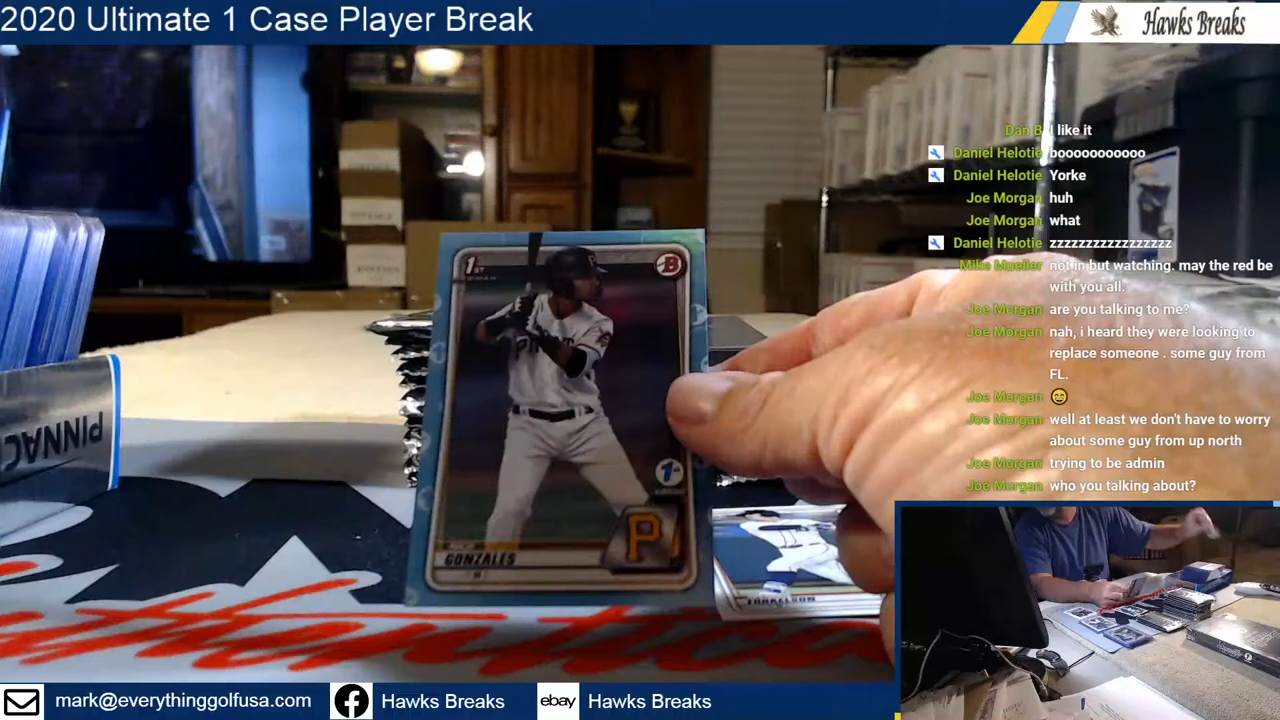 2020 Ultimate 1 Case Player Break
Hawks Breaks
Dan B I like it
Daniel Helotie booooooooooo
Daniel Helotie Yorke
Joe Morgan huh
Joe Morgan what
Daniel Helotie zzzzzzzzzzzzzzzzz
Mike Mueller not in but watching. may the red be
with you all.
Joe Morgan are you talking to me?
Joe Morgan nah, i heard they were looking to
replace someone . some guy from
FL.
Joe Morgan 😄
Joe Morgan well at least we don't have to worry
about some guy from up north
Joe Morgan trying to be admin
Joe Morgan who you talking about?
1ST
B
P
1
P
GONZALES
TORKELSON
PINNAC
mark@everythinggolfusa.com
Hawks Breaks
ebay
Hawks Breaks